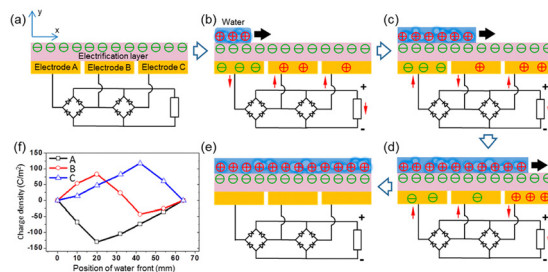 (a)
y
x
Electrification layer
Electrode A Electrode B Electrode C
(b)
Water
+
-
(c)
+
-
(f)
Charge density (C/m²)
150
100
50
0
-50
-100
-150
A
B
C
0 10 20 30 40 50 60 70
Position of water front (mm)
(e)
+
-
(d)
+
-